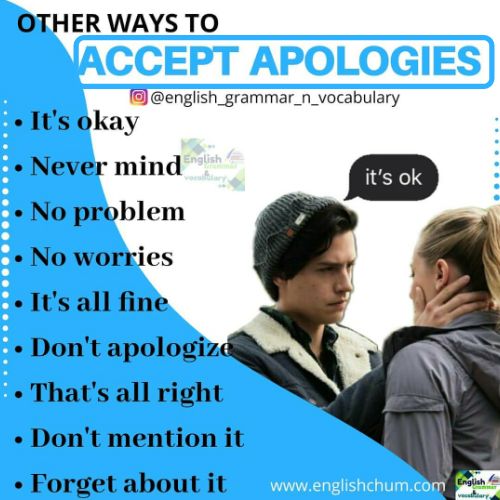 OTHER WAYS TO
ACCEPT APOLOGIES
@english_grammar_n_vocabulary
• It's okay
• Never mind
English
Grammar
&
vocabulary
• No problem
it's ok
• No worries
• It's all fine
• Don't apologize
• That's all right
• Don't mention it
• Forget about it
www.englishchum.com
English
Grammar
&
vocabulary